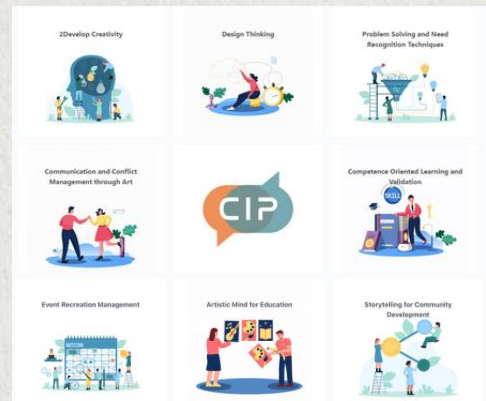 2Develop Creativity
Design Thinking
Problem Solving and Need
Recognition Techniques
Communication and Conflict
Management through Art
CIP
Competence Oriented Learning and
Validation
SKILL
Event Recreation Management
Artistic Mind for Education
Storytelling for Community
Development